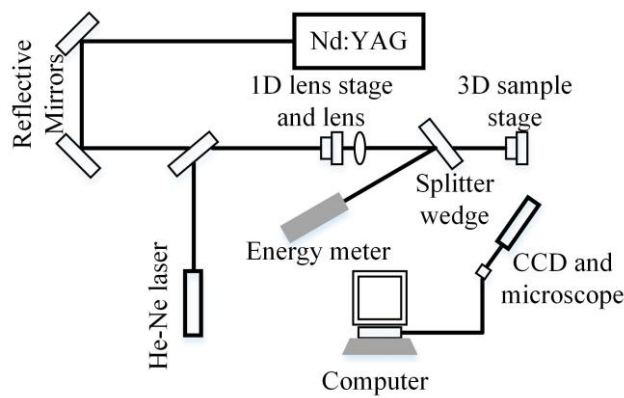 Nd:YAG
Reflective
Mirrors
1D lens stage
and lens
3D sample
stage
Splitter
wedge
Energy meter
He-Ne laser
CCD and
microscope
Computer